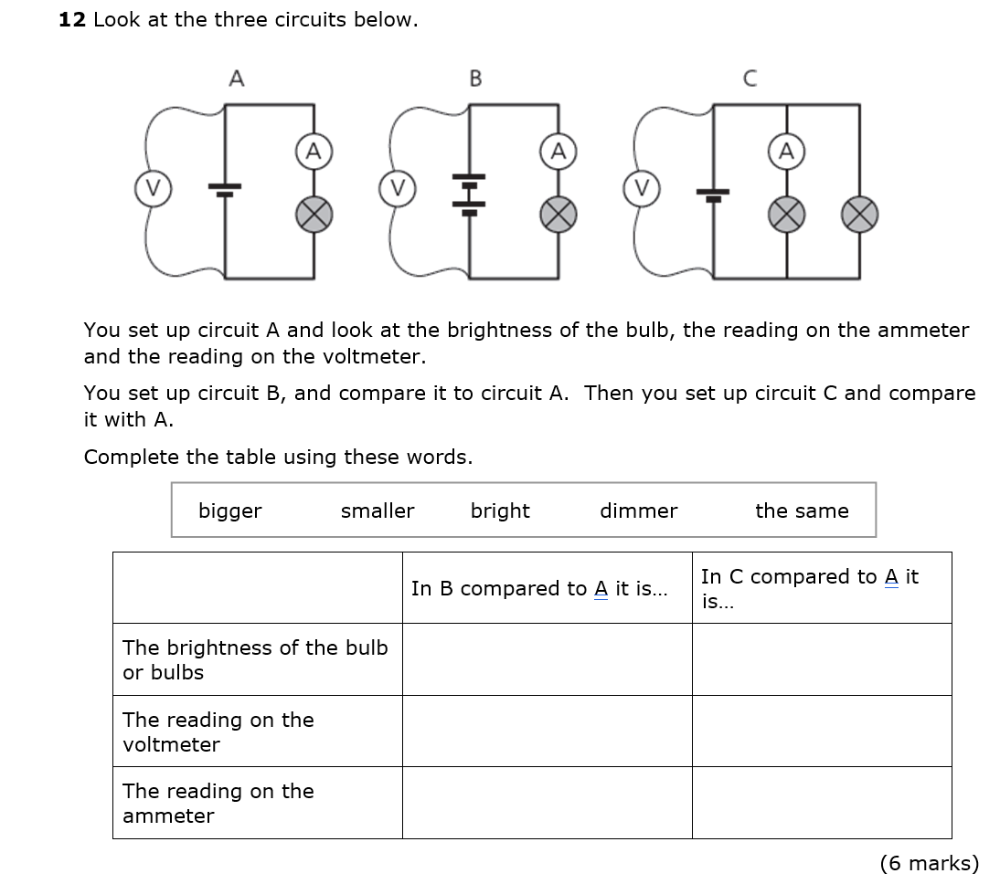 12 Look at the three circuits below.
A B C
A A A
V V V
You set up circuit A and look at the brightness of the bulb, the reading on the ammeter
and the reading on the voltmeter.
You set up circuit B, and compare it to circuit A.  Then you set up circuit C and compare
it with A.
Complete the table using these words.
bigger smaller bright dimmer the same
In B compared to A it is...
In C compared to A it
is...
The brightness of the bulb
or bulbs
The reading on the
voltmeter
The reading on the
ammeter
(6 marks)